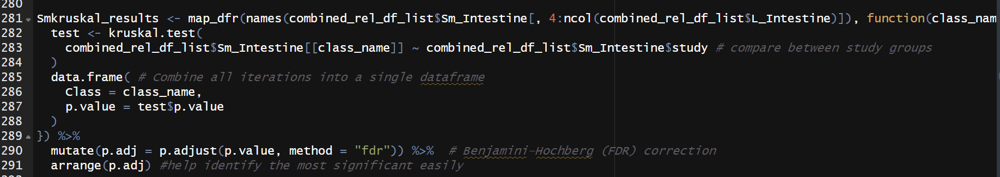 280
281 Smkruskal_results <- map_dfr(names(combined_rel_df_list$Sm_Intestine[, 4:ncol(combined_rel_df_list$L_Intestine)]), function(class_nam
282 test <- kruskal.test(
283 combined_rel_df_list$Sm_Intestine[[class_name]] ~ combined_rel_df_list$Sm_Intestine$study # compare between study groups
284 )
285 data.frame( # Combine all iterations into a single dataframe
286 Class = class_name,
287 p.value = test$p.value
288 )
289 }) %>%
290 mutate(p.adj = p.adjust(p.value, method = "fdr")) %>% # Benjamini-Hochberg (FDR) correction
291 arrange(p.adj) #help identify the most significant easily